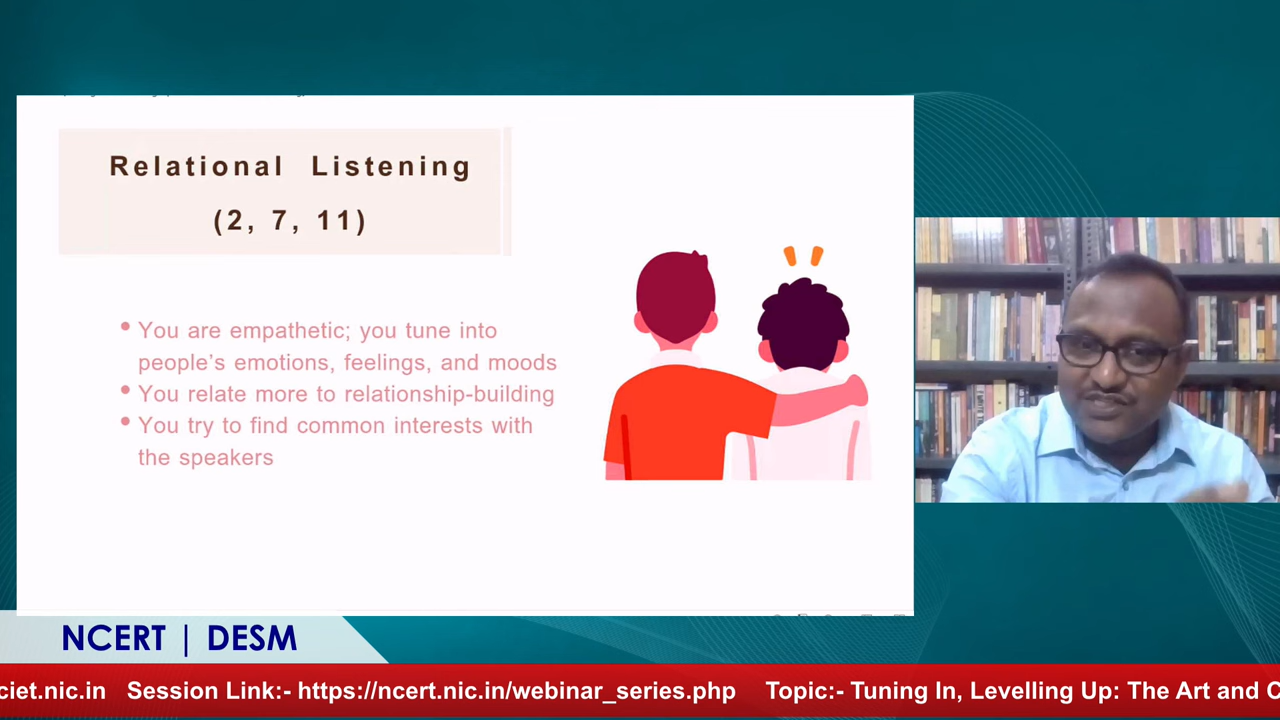 Relational Listening
(2, 7, 11)
• You are empathetic; you tune into
people’s emotions, feelings, and moods
• You relate more to relationship-building
• You try to find common interests with
the speakers
NCERT | DESM
ciet.nic.in Session Link:- https://ncert.nic.in/webinar_series.php Topic:- Tuning In, Levelling Up: The Art and C